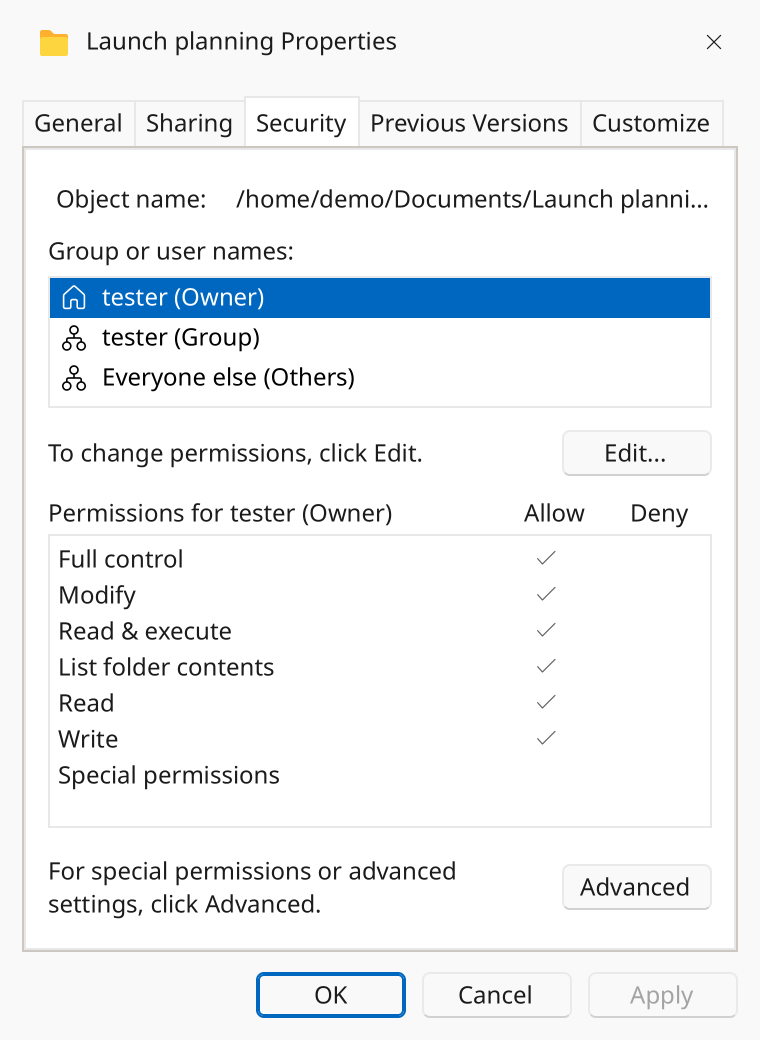 Launch planning Properties
General Sharing Security Previous Versions Customize
Object name: /home/demo/Documents/Launch planni...
Group or user names:
tester (Owner)
tester (Group)
Everyone else (Others)
To change permissions, click Edit. Edit...
Permissions for tester (Owner) Allow Deny
Full control
Modify
Read & execute
List folder contents
Read
Write
Special permissions
For special permissions or advanced
settings, click Advanced.
Advanced
OK Cancel Apply